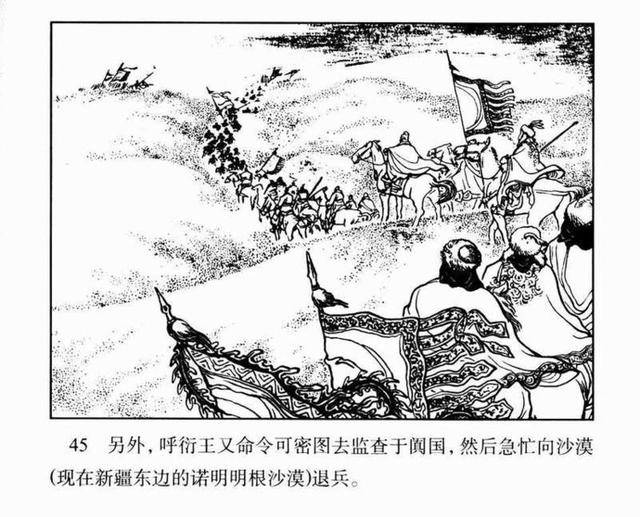 45 另外，呼衍王又命令可密图去监查于阗国，然后急忙向沙漠
(现在新疆东边的诺明明根沙漠)退兵。